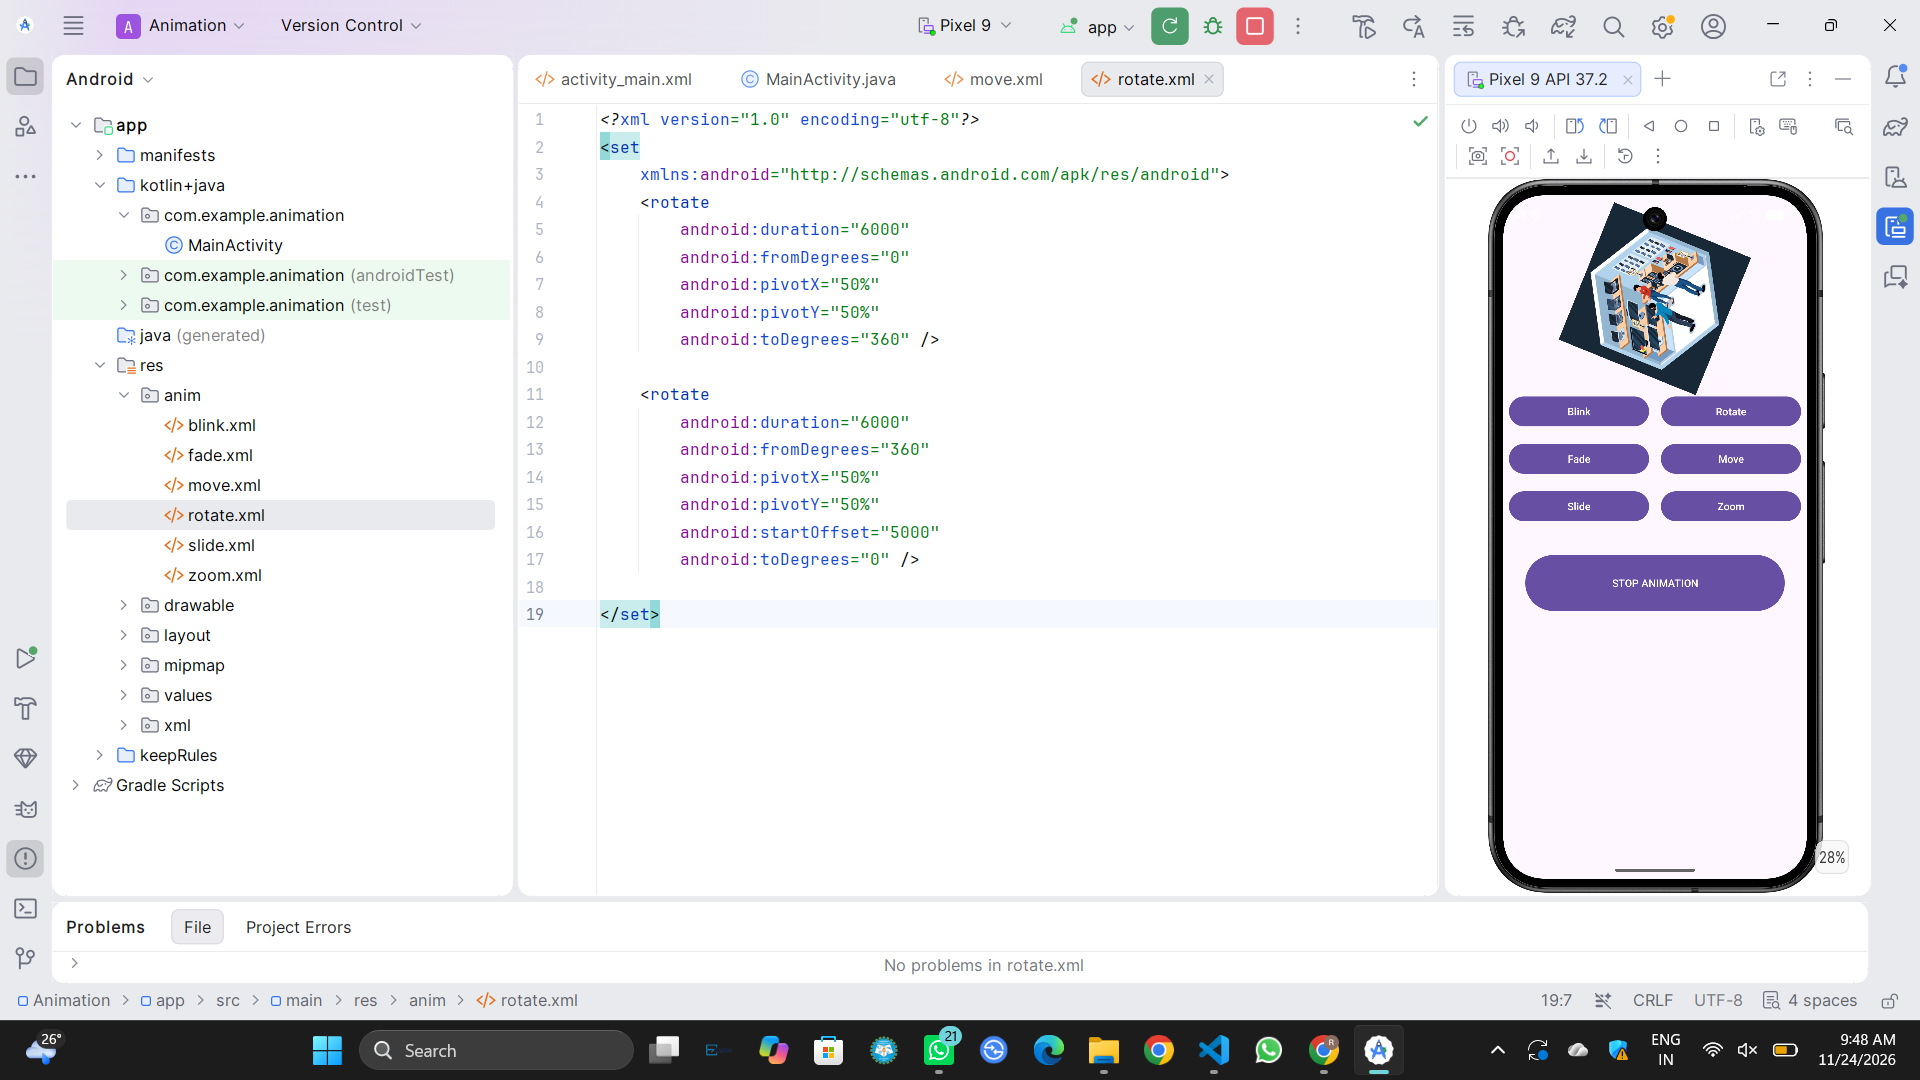 A Animation Version Control Pixel 9 app
Android
app
manifests
kotlin+java
com.example.animation
MainActivity
com.example.animation (androidTest)
com.example.animation (test)
java (generated)
res
anim
blink.xml
fade.xml
move.xml
rotate.xml
slide.xml
zoom.xml
drawable
layout
mipmap
values
xml
keepRules
Gradle Scripts
activity_main.xml MainActivity.java move.xml rotate.xml
1 <?xml version="1.0" encoding="utf-8"?>
2 <set
3 xmlns:android="http://schemas.android.com/apk/res/android">
4 <rotate
5 android:duration="6000"
6 android:fromDegrees="0"
7 android:pivotX="50%"
8 android:pivotY="50%"
9 android:toDegrees="360" />
10
11 <rotate
12 android:duration="6000"
13 android:fromDegrees="360"
14 android:pivotX="50%"
15 android:pivotY="50%"
16 android:startOffset="5000"
17 android:toDegrees="0" />
18
19 </set>
Pixel 9 API 37.2
Blink Rotate
Fade Move
Slide Zoom
STOP ANIMATION
28%
Problems File Project Errors
No problems in rotate.xml
Animation > app > src > main > res > anim > rotate.xml
19:7 CRLF UTF-8 4 spaces
26°
Search
21
R
ENG
IN
9:48 AM
11/24/2026